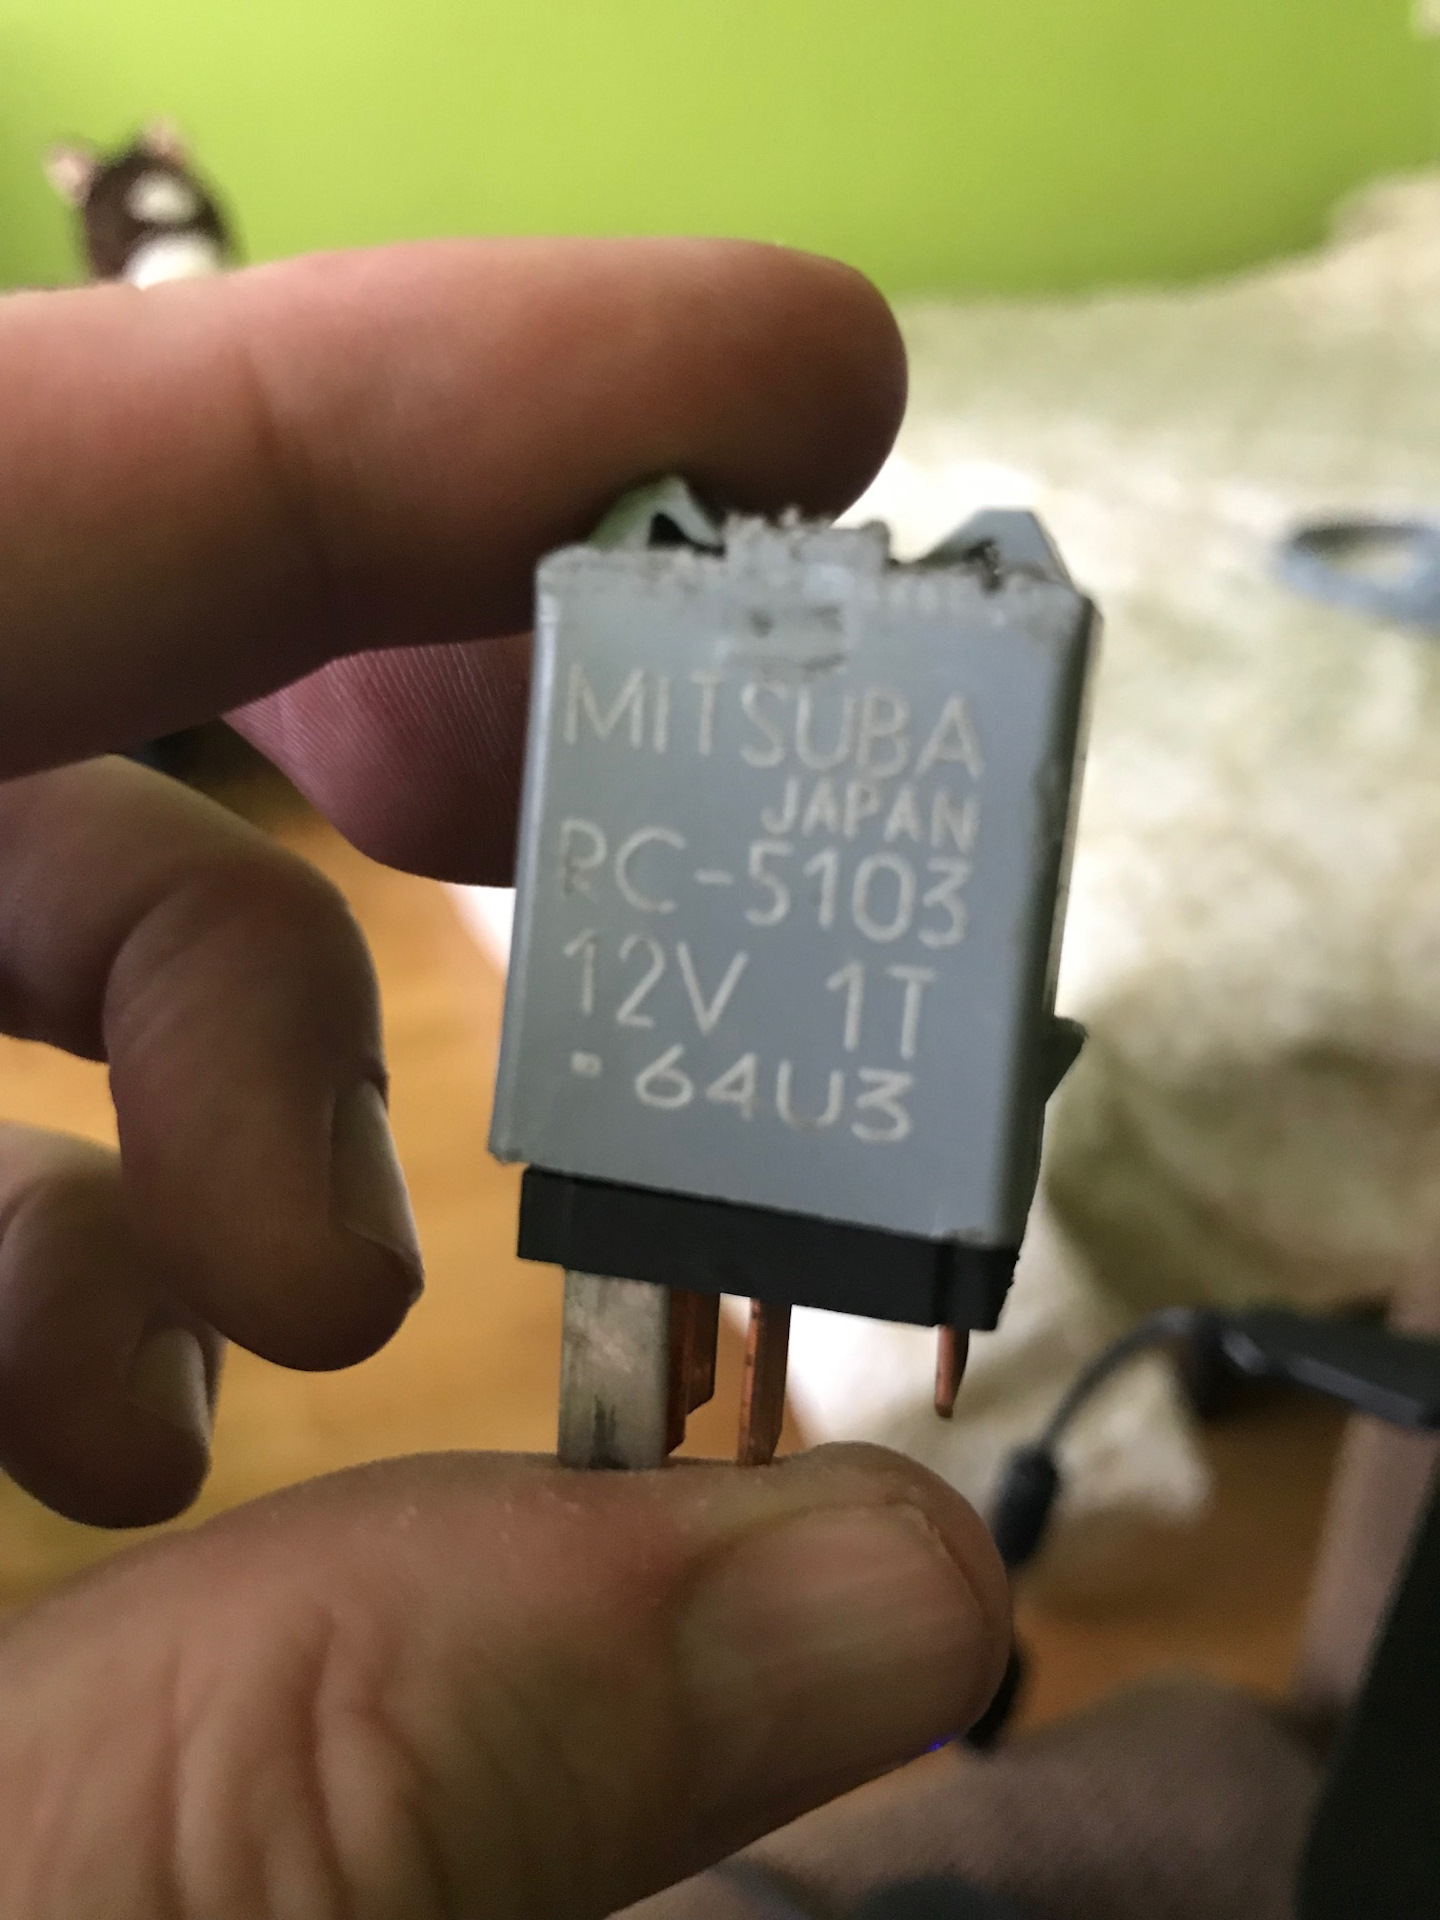 MITSUBA
JAPAN
RC-5103
12V 1T
▪64U3